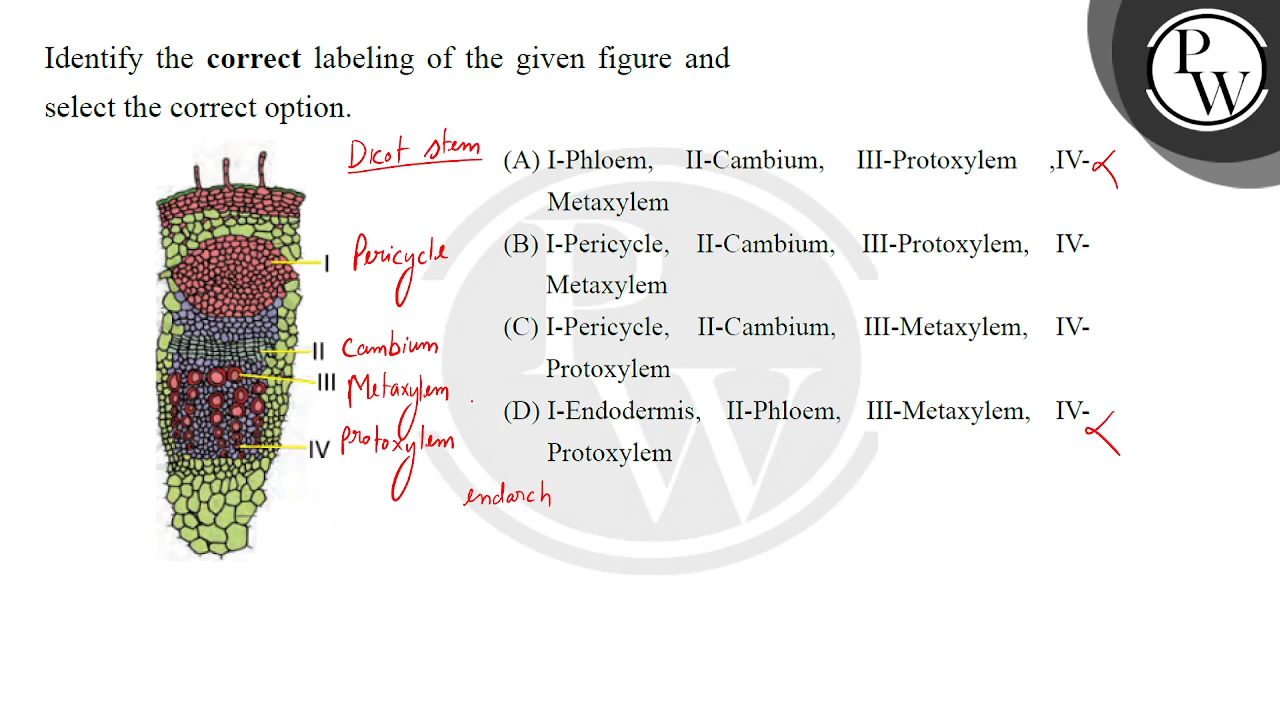 Identify the correct labeling of the given figure and
select the correct option.
Dicot stem
(A) I-Phloem, II-Cambium, III-Protoxylem ,IV-
Metaxylem
I Pericycle
(B) I-Pericycle, II-Cambium, III-Protoxylem, IV-
Metaxylem
(C) I-Pericycle, II-Cambium, III-Metaxylem, IV-
Protoxylem
II Cambium
III Metaxylem
(D) I-Endodermis, II-Phloem, III-Metaxylem, IV-
Protoxylem
IV Protoxylem
endarch
P
W
PW